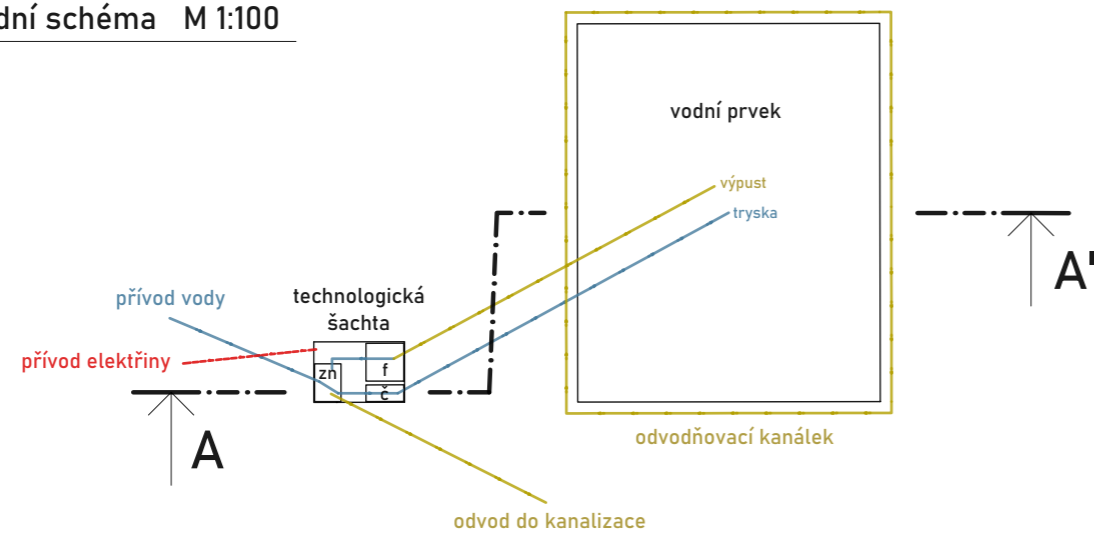 dní schéma M 1:100
vodní prvek
výpust
tryska
A'
přívod vody
technologická
šachta
přívod elektřiny
zn
f
č
A
odvodňovací kanálek
odvod do kanalizace